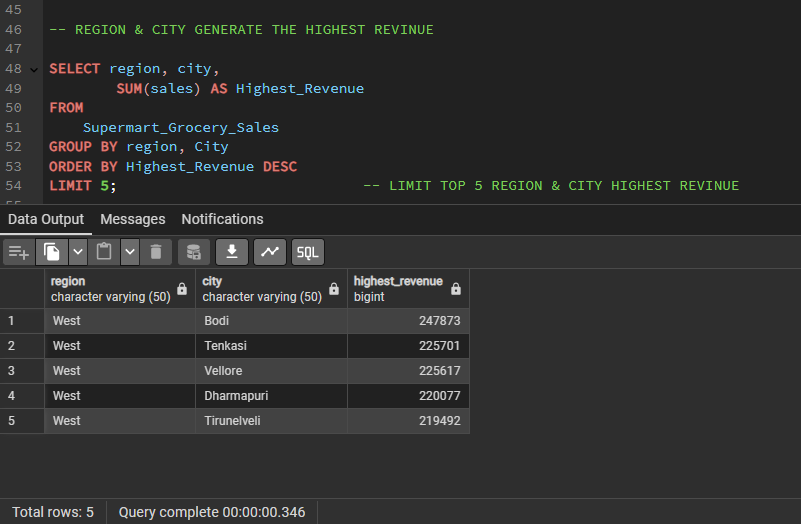 45
46 -- REGION & CITY GENERATE THE HIGHEST REVINUE
47
48 SELECT region, city,
49 SUM(sales) AS Highest_Revenue
50 FROM
51 Supermart_Grocery_Sales
52 GROUP BY region, City
53 ORDER BY Highest_Revenue DESC
54 LIMIT 5; -- LIMIT TOP 5 REGION & CITY HIGHEST REVINUE
Data Output Messages Notifications
SQL
region city highest_revenue
character varying (50) character varying (50) bigint
1 West Bodi 247873
2 West Tenkasi 225701
3 West Vellore 225617
4 West Dharmapuri 220077
5 West Tirunelveli 219492
Total rows: 5 Query complete 00:00:00.346